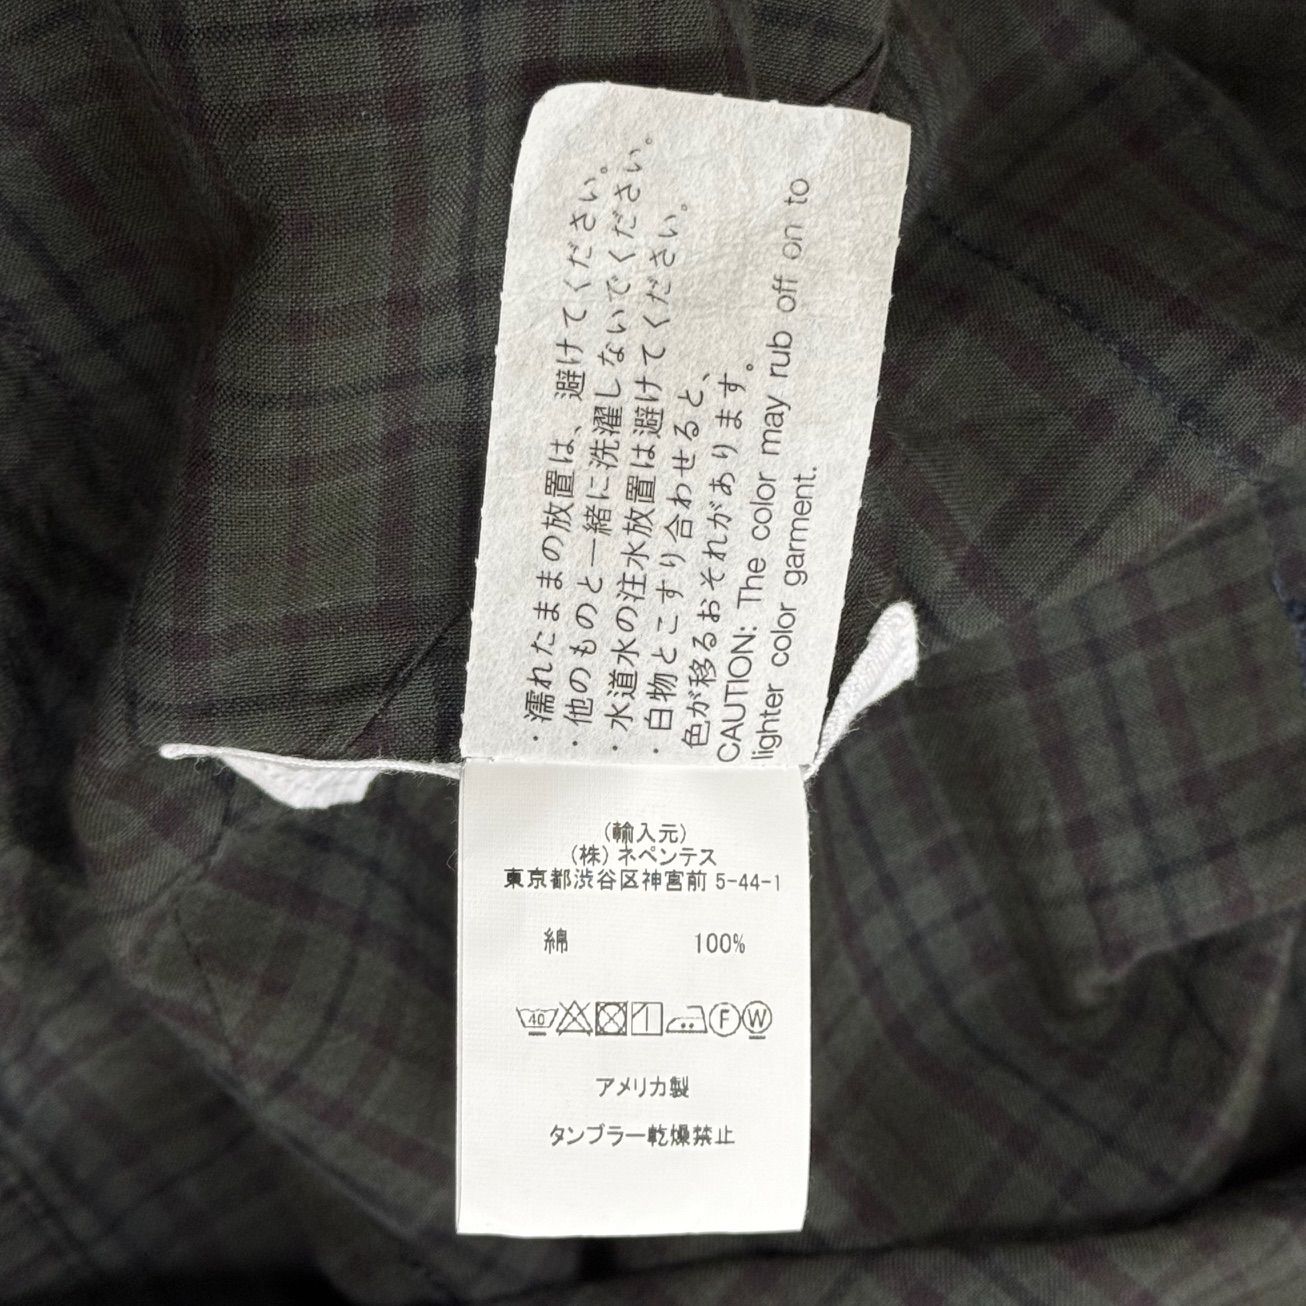 ・濡れたままの放置は、避けてください。
・他のものと一緒に洗濯しないでください。
・水道水の注水放置は避けてください。
・白物とこすり合わせると、
色が移るおそれがあります。
CAUTION: The color may rub off on to
lighter color garment.
(輸入元)
(株) ネペンテス
東京都渋谷区神宮前 5-44-1
綿 100%
40 F W
アメリカ製
タンブラー乾燥禁止